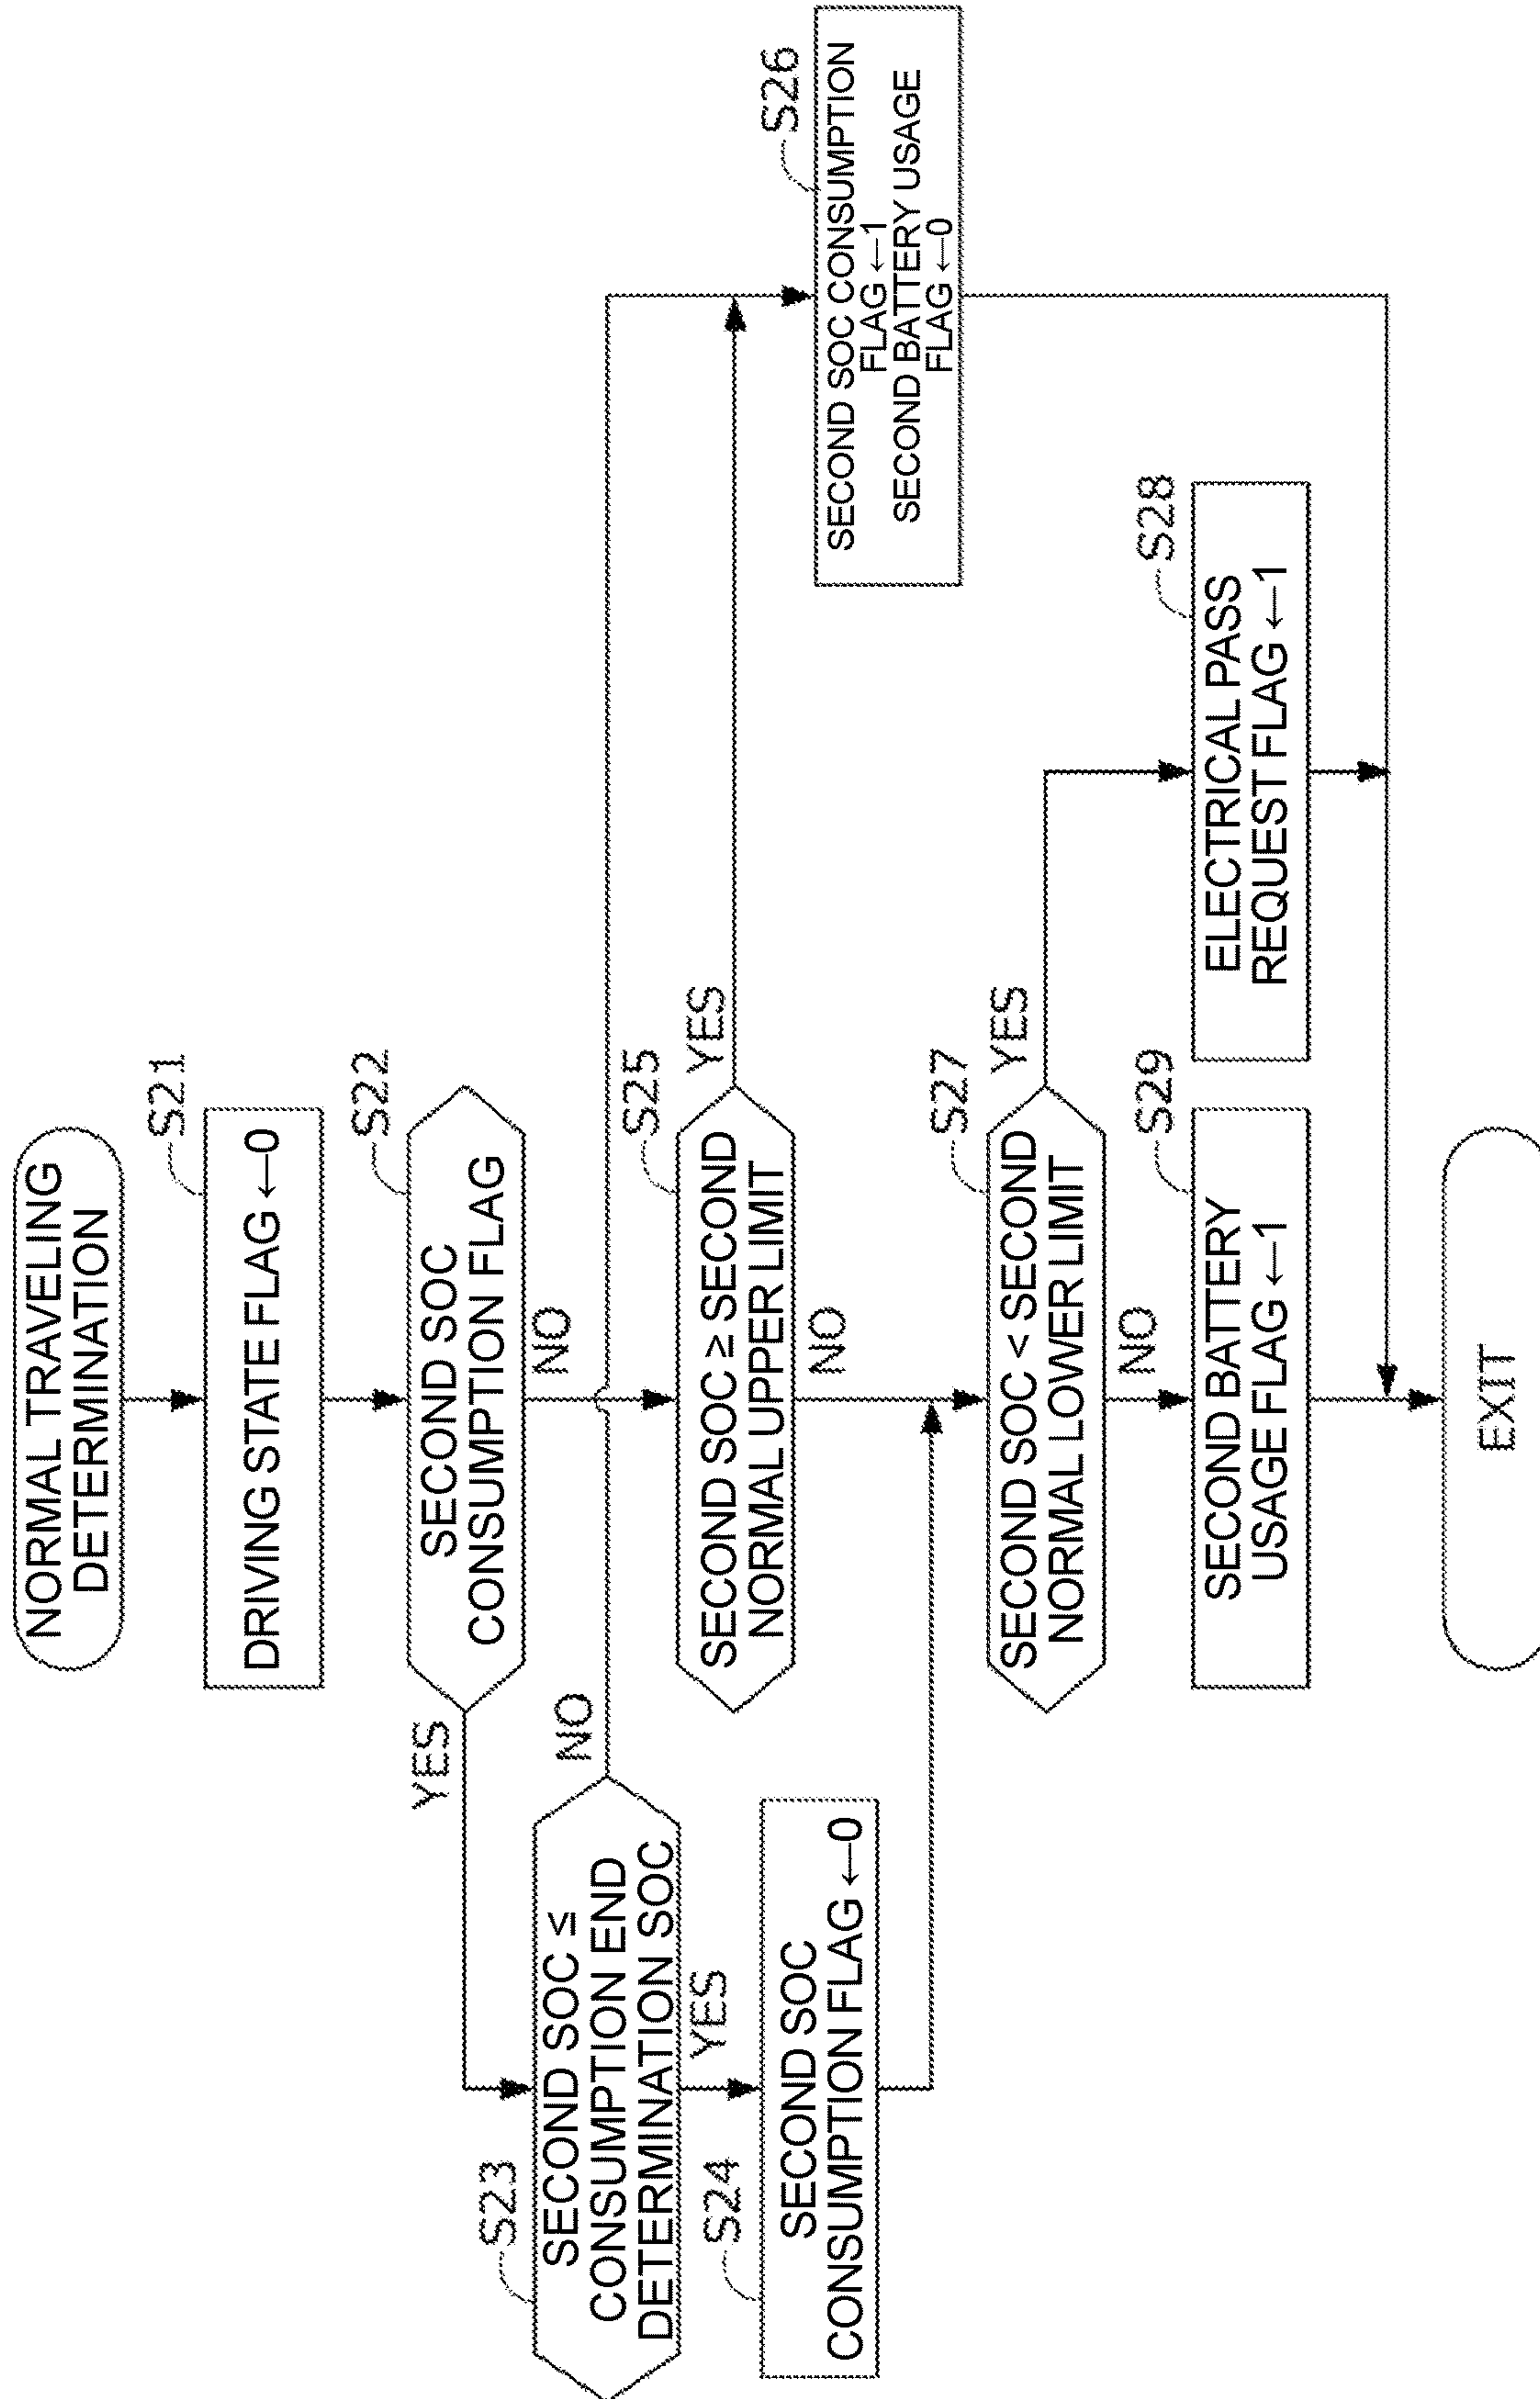 NORMAL TRAVELING
DETERMINATION
S21
DRIVING STATE FLAG ←0
S22
SECOND SOC
CONSUMPTION FLAG
YES
NO
S23
SECOND SOC ≤
CONSUMPTION END
DETERMINATION SOC
NO
YES
S24
SECOND SOC
CONSUMPTION FLAG ←0
S25
SECOND SOC ≥ SECOND
NORMAL UPPER LIMIT
YES
NO
S26
SECOND SOC CONSUMPTION
FLAG ←1
SECOND BATTERY USAGE
FLAG ←0
S27
SECOND SOC < SECOND
NORMAL LOWER LIMIT
YES
NO
S28
ELECTRICAL PASS
REQUEST FLAG ←1
S29
SECOND BATTERY
USAGE FLAG ←1
EXIT